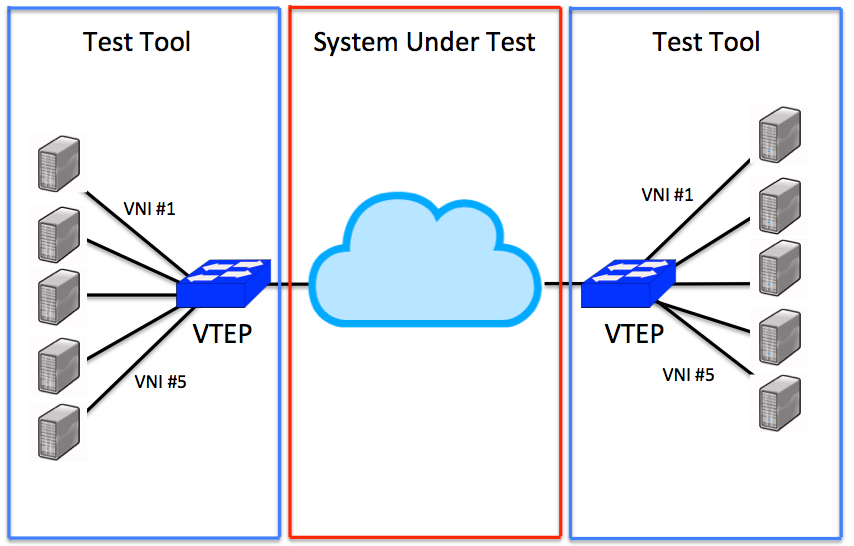 Test Tool
System Under Test
Test Tool
VNI #1
VNI #1
VTEP
VTEP
VNI #5
VNI #5